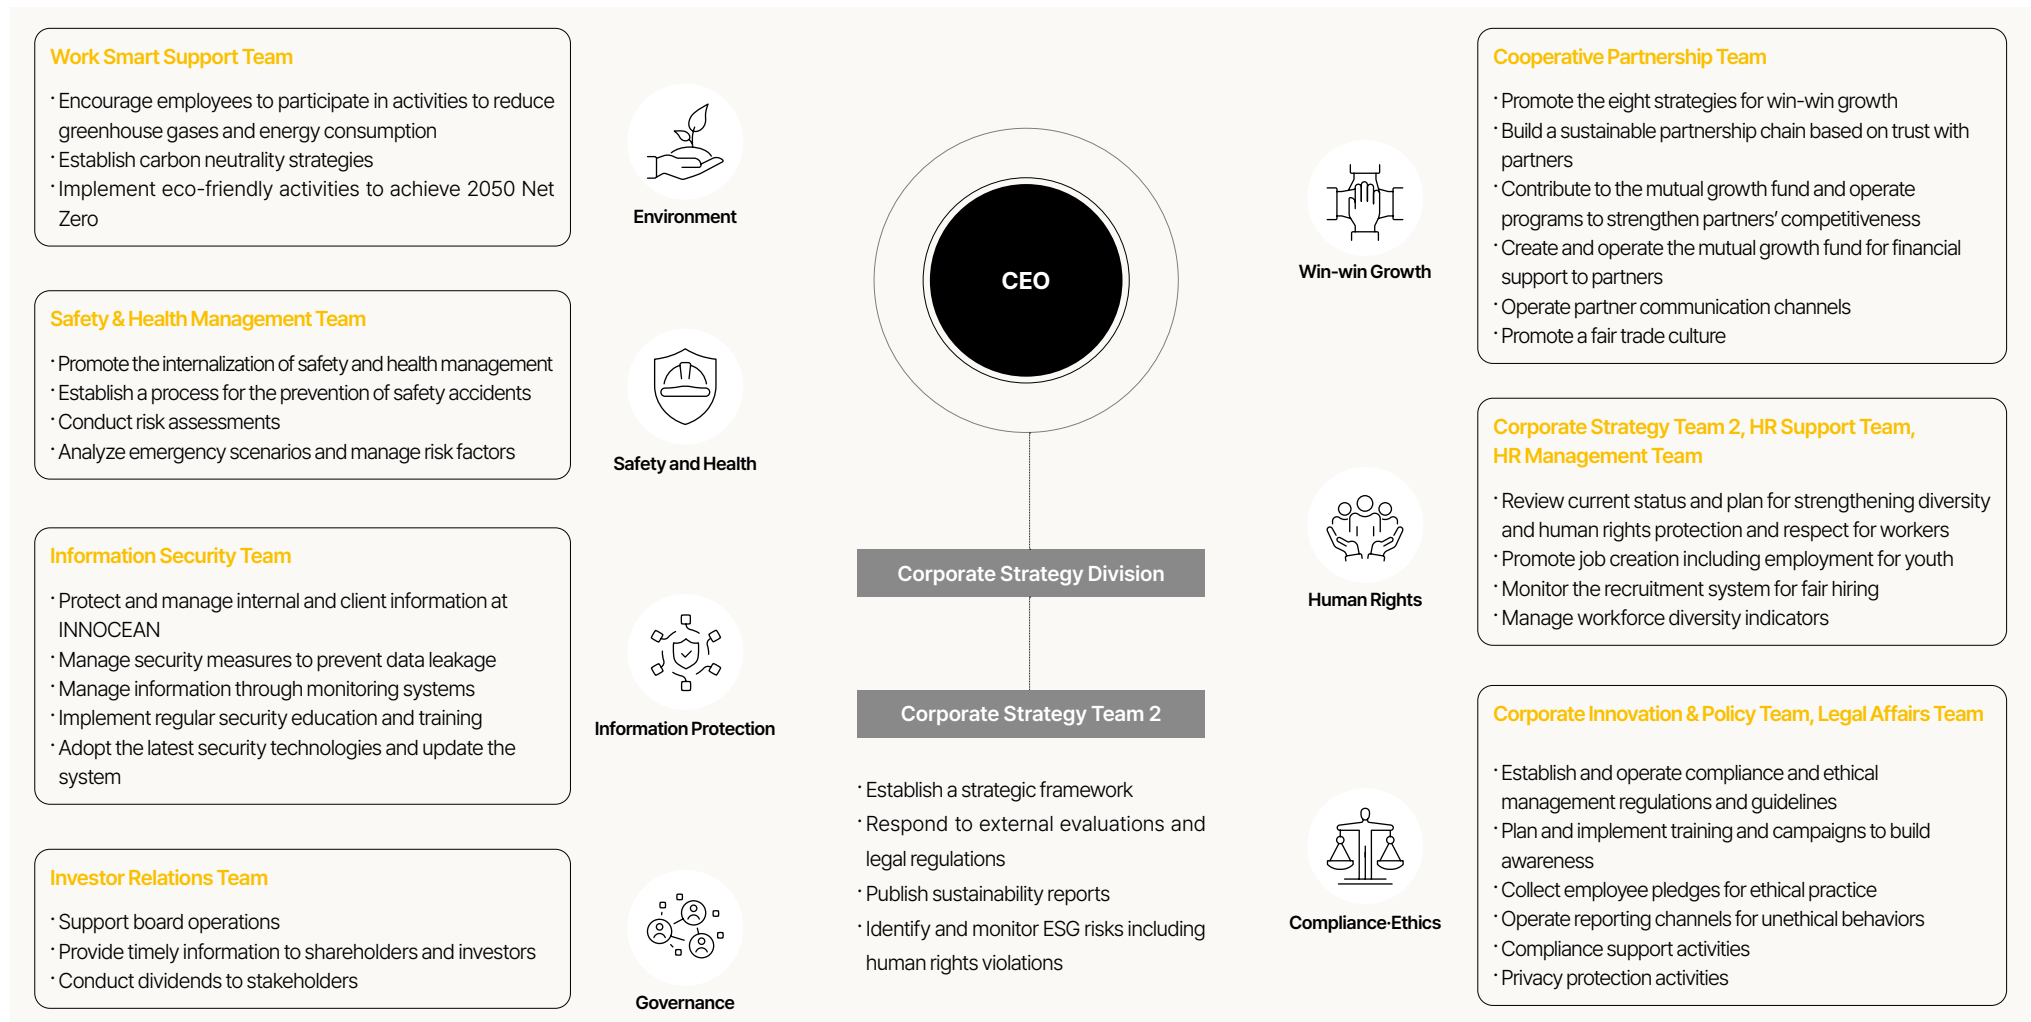 Work Smart Support Team
· Encourage employees to participate in activities to reduce
greenhouse gases and energy consumption
· Establish carbon neutrality strategies
· Implement eco-friendly activities to achieve 2050 Net
Zero
Environment
Safety & Health Management Team
· Promote the internalization of safety and health management
· Establish a process for the prevention of safety accidents
· Conduct risk assessments
· Analyze emergency scenarios and manage risk factors
Safety and Health
Information Security Team
· Protect and manage internal and client information at
INNOCEAN
· Manage security measures to prevent data leakage
· Manage information through monitoring systems
· Implement regular security education and training
· Adopt the latest security technologies and update the
system
Information Protection
Investor Relations Team
· Support board operations
· Provide timely information to shareholders and investors
· Conduct dividends to stakeholders
Governance
CEO
Corporate Strategy Division
Corporate Strategy Team 2
· Establish a strategic framework
· Respond to external evaluations and
legal regulations
· Publish sustainability reports
· Identify and monitor ESG risks including
human rights violations
Win-win Growth
Cooperative Partnership Team
· Promote the eight strategies for win-win growth
· Build a sustainable partnership chain based on trust with
partners
· Contribute to the mutual growth fund and operate
programs to strengthen partners’ competitiveness
· Create and operate the mutual growth fund for financial
support to partners
· Operate partner communication channels
· Promote a fair trade culture
Human Rights
Corporate Strategy Team 2, HR Support Team,
HR Management Team
· Review current status and plan for strengthening diversity
and human rights protection and respect for workers
· Promote job creation including employment for youth
· Monitor the recruitment system for fair hiring
· Manage workforce diversity indicators
Compliance·Ethics
Corporate Innovation & Policy Team, Legal Affairs Team
· Establish and operate compliance and ethical
management regulations and guidelines
· Plan and implement training and campaigns to build
awareness
· Collect employee pledges for ethical practice
· Operate reporting channels for unethical behaviors
· Compliance support activities
· Privacy protection activities